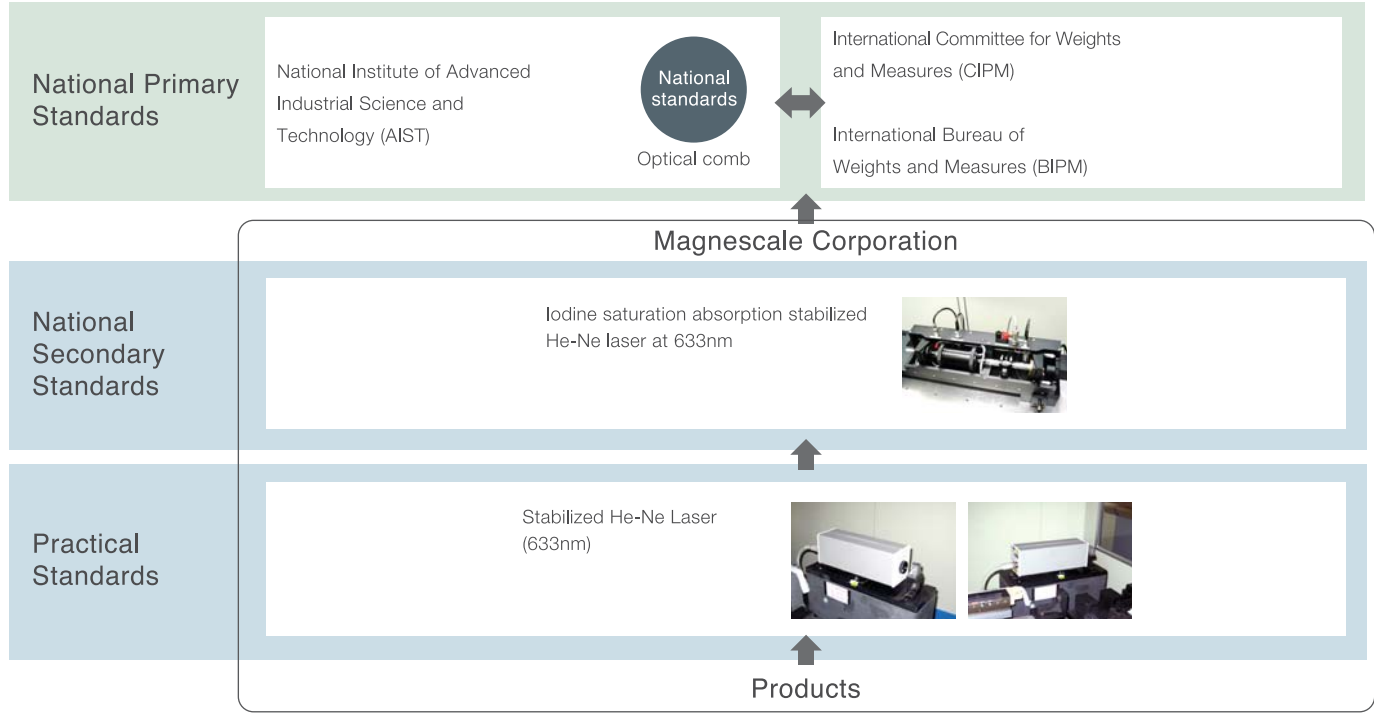 National Primary
Standards
National Institute of Advanced
Industrial Science and
Technology (AIST)
National
standards
Optical comb
International Committee for Weights
and Measures (CIPM)
International Bureau of
Weights and Measures (BIPM)
Magnescale Corporation
National
Secondary
Standards
Iodine saturation absorption stabilized
He-Ne laser at 633nm
Practical
Standards
Stabilized He-Ne Laser
(633nm)
Products